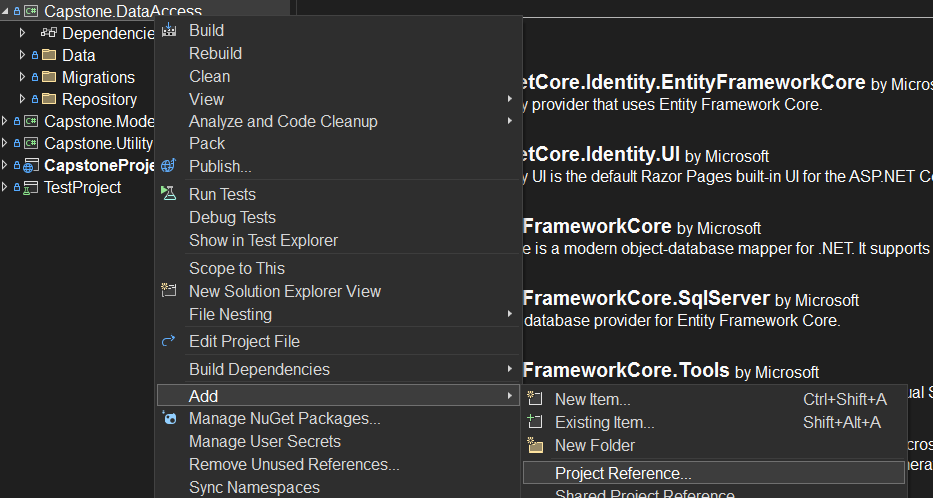 Capstone.DataAccess
Dependencie
Data
Migrations
Repository
Capstone.Mode
Capstone.Utility
CapstoneProje
TestProject
Build
Rebuild
Clean
View
Analyze and Code Cleanup
Pack
Publish...
Run Tests
Debug Tests
Show in Test Explorer
Scope to This
New Solution Explorer View
File Nesting
Edit Project File
Build Dependencies
Add
Manage NuGet Packages...
Manage User Secrets
Remove Unused References...
Sync Namespaces
etCore.Identity.EntityFrameworkCore by Microso
y provider that uses Entity Framework Core.
etCore.Identity.UI by Microsoft
y UI is the default Razor Pages built-in UI for the ASP.NET C
FrameworkCore by Microsoft
e is a modern object-database mapper for .NET. It supports
FrameworkCore.SqlServer by Microsoft
database provider for Entity Framework Core.
FrameworkCore.Tools by Microsoft
ual S
New Item... Ctrl+Shift+A
Existing Item... Shift+Alt+A
New Folder
Project Reference...
Shared Project Reference
cros
nera